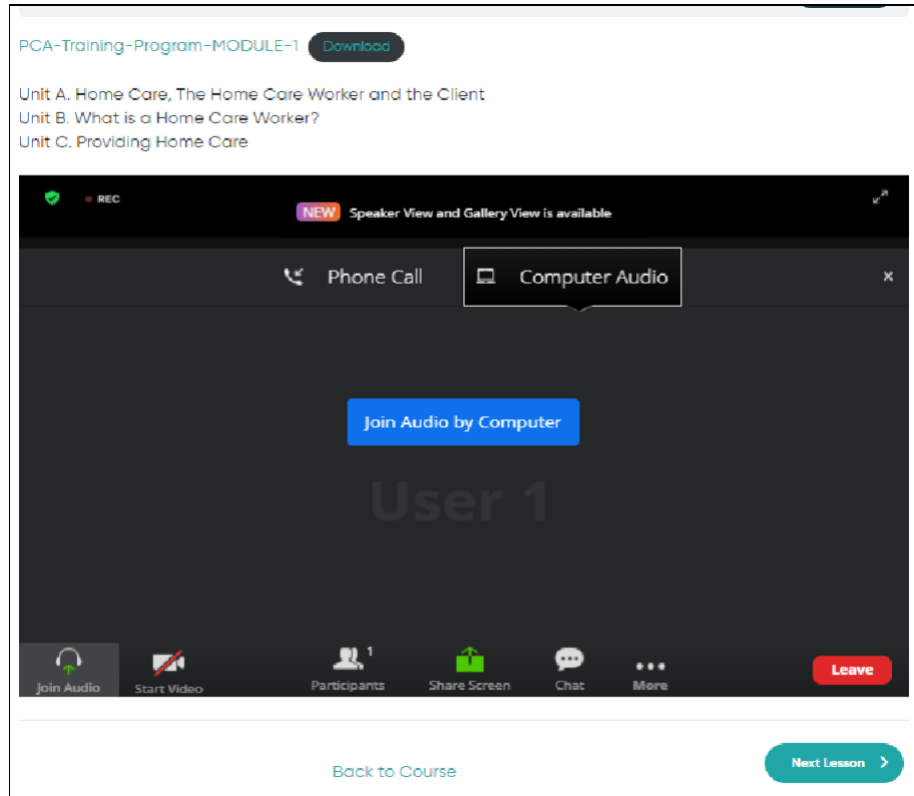 PCA-Training-Program-MODULE-1 Download
Unit A. Home Care, The Home Care Worker and the Client
Unit B. What is a Home Care Worker?
Unit C. Providing Home Care
REC
NEW Speaker View and Gallery View is available
Phone Call Computer Audio x
Join Audio by Computer
User 1
1
Join Audio Start Video Participants Share Screen Chat More Leave
Back to Course Next Lesson >